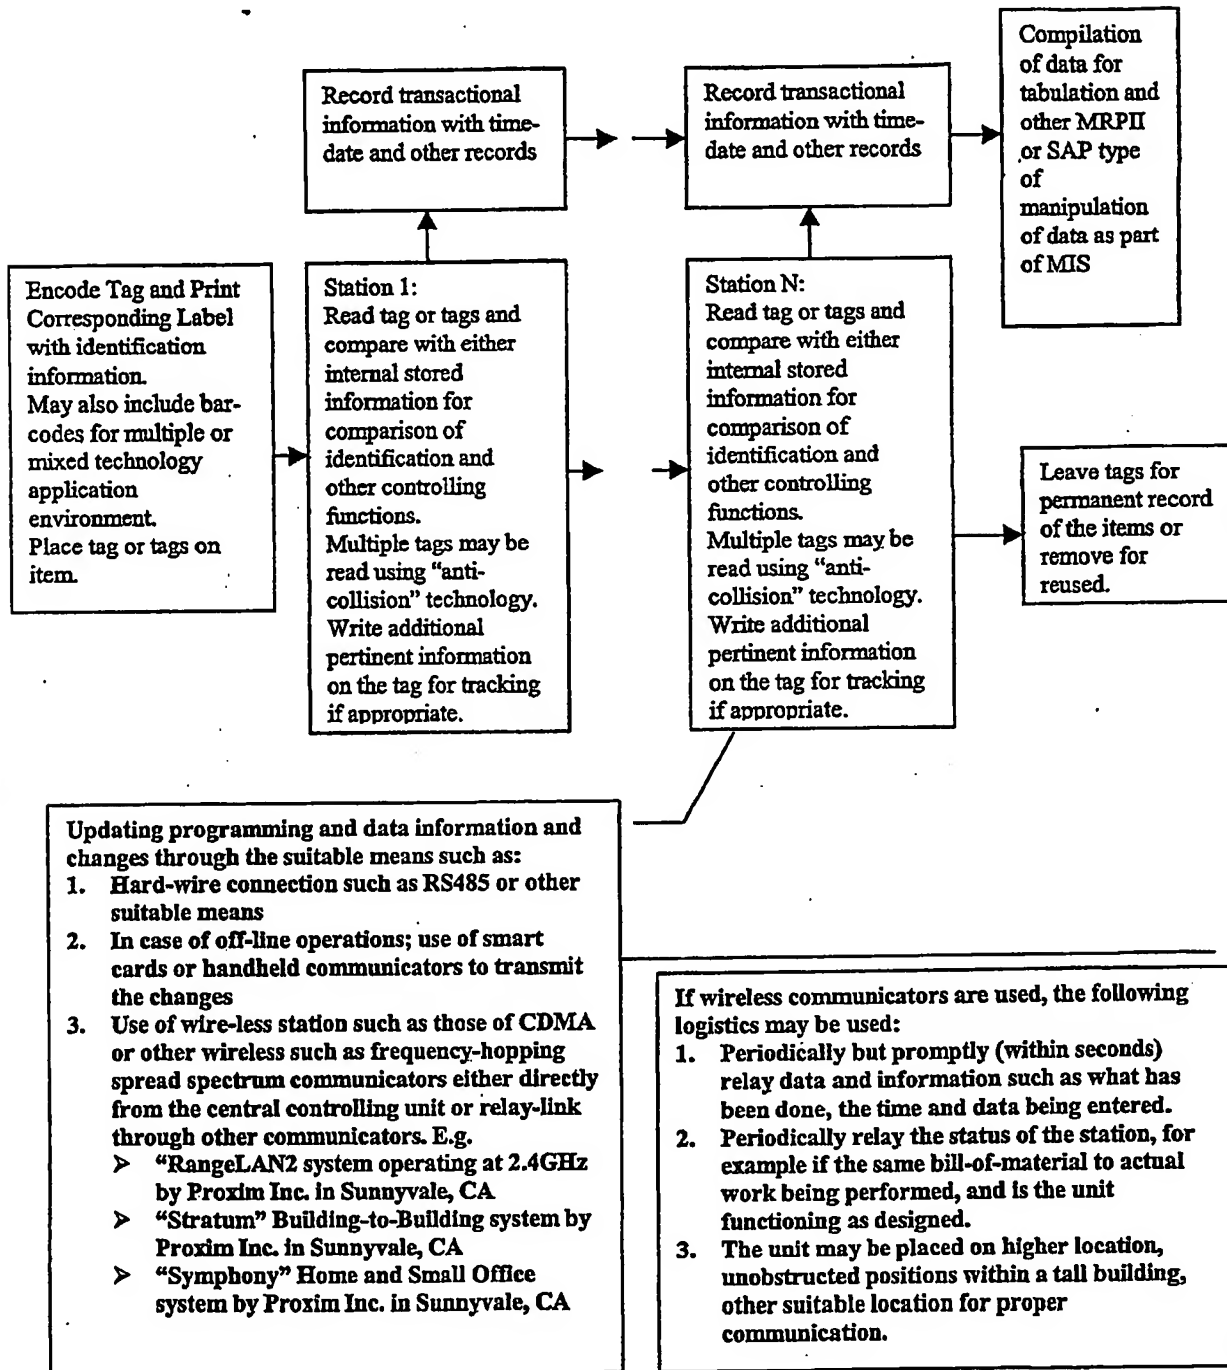 Compilation
of data for
tabulation and
other MRPII
or SAP type
of
manipulation
of data as part
of MIS
Record transactional
information with time-
date and other records
Record transactional
information with time-
date and other records
Encode Tag and Print
Corresponding Label
with identification
information.
May also include bar-
codes for multiple or
mixed technology
application
environment.
Place tag or tags on
item.
Station 1:
Read tag or tags and
compare with either
internal stored
information for
comparison of
identification and
other controlling
functions.
Multiple tags may be
read using “anti-
collision” technology.
Write additional
pertinent information
on the tag for tracking
if appropriate.
Station N:
Read tag or tags and
compare with either
internal stored
information for
comparison of
identification and
other controlling
functions.
Multiple tags may be
read using “anti-
collision” technology.
Write additional
pertinent information
on the tag for tracking
if appropriate.
Leave tags for
permanent record
of the items or
remove for
reused.
Updating programming and data information and
changes through the suitable means such as:
1. Hard-wire connection such as RS485 or other
suitable means
2. In case of off-line operations; use of smart
cards or handheld communicators to transmit
the changes
3. Use of wire-less station such as those of CDMA
or other wireless such as frequency-hopping
spread spectrum communicators either directly
from the central controlling unit or relay-link
through other communicators. E.g.
➢ “RangeLAN2 system operating at 2.4GHz
by Proxim Inc. in Sunnyvale, CA
➢ “Stratum” Building-to-Building system by
Proxim Inc. in Sunnyvale, CA
➢ “Symphony” Home and Small Office
system by Proxim Inc. in Sunnyvale, CA
If wireless communicators are used, the following
logistics may be used:
1. Periodically but promptly (within seconds)
relay data and information such as what has
been done, the time and data being entered.
2. Periodically relay the status of the station, for
example if the same bill-of-material to actual
work being performed, and is the unit
functioning as designed.
3. The unit may be placed on higher location,
unobstructed positions within a tall building,
other suitable location for proper
communication.